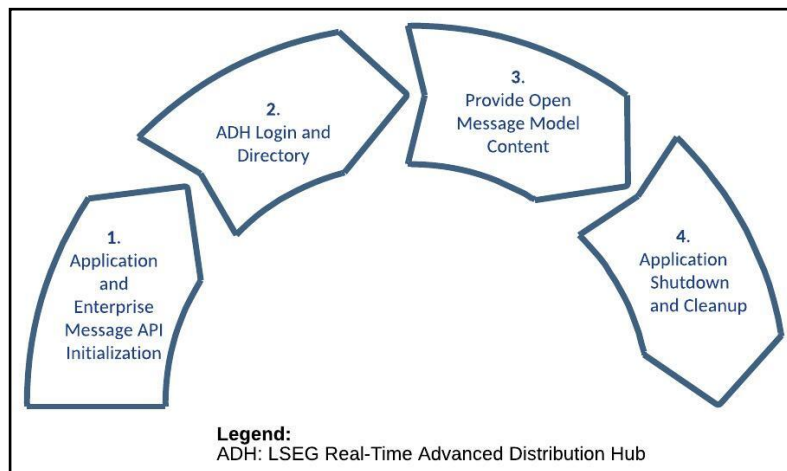 1.
Application
and
Enterprise
Message API
Initialization
2.
ADH Login and
Directory
3.
Provide Open
Message Model
Content
4.
Application
Shutdown
and Cleanup
Legend:
ADH: LSEG Real-Time Advanced Distribution Hub